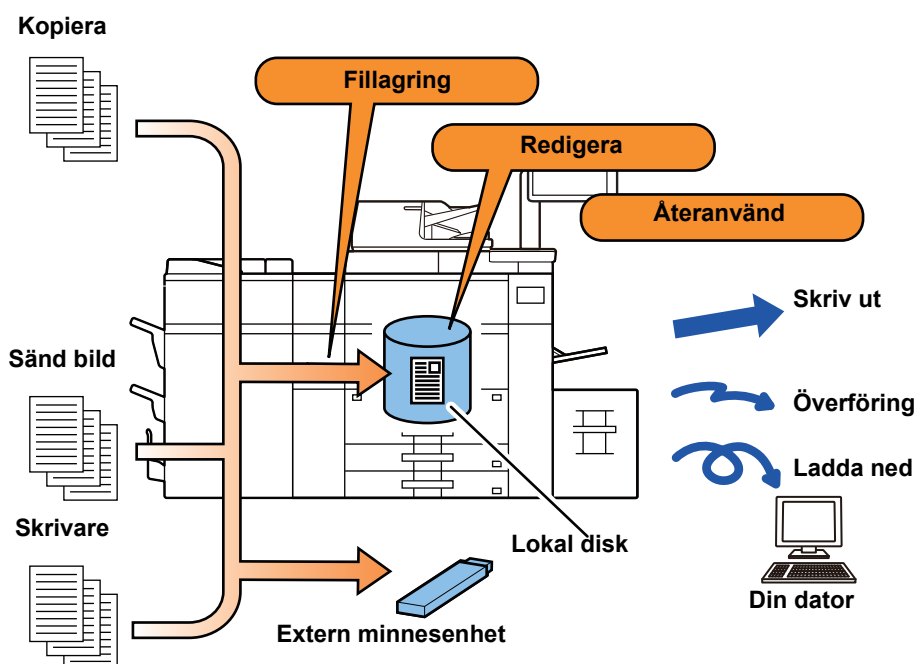 Kopiera
Fillagring
Redigera
Återanvänd
Skriv ut
Sänd bild
Överföring
Ladda ned
Skrivare
Lokal disk
Din dator
Extern minnesenhet